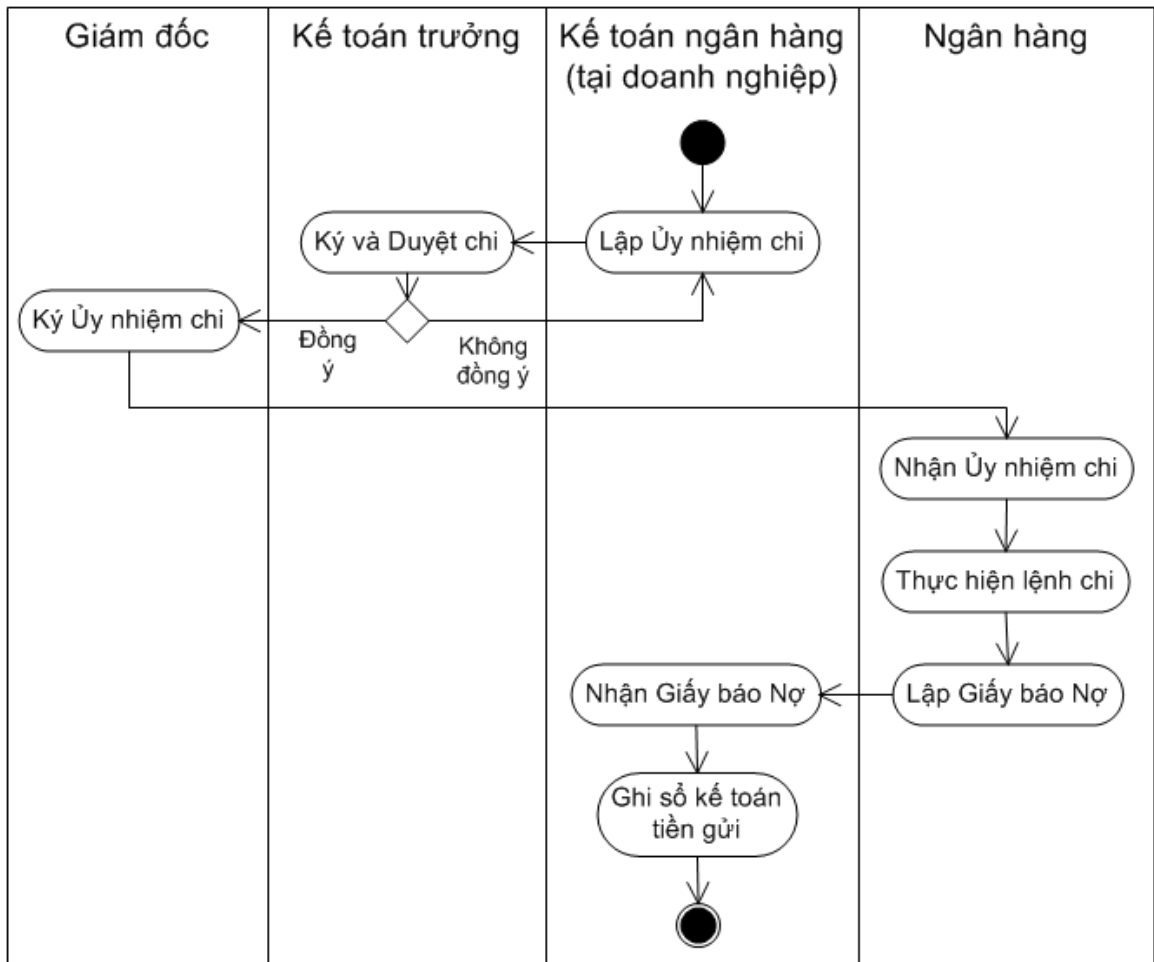 Giám đốc
Kế toán trưởng
Kế toán ngân hàng
(tại doanh nghiệp)
Ngân hàng
Ký và Duyệt chi
Lập Ủy nhiệm chi
Ký Ủy nhiệm chi
Đồng
ý
Không
đồng ý
Nhận Ủy nhiệm chi
Thực hiện lệnh chi
Nhận Giấy báo Nợ
Lập Giấy báo Nợ
Ghi sổ kế toán
tiền gửi